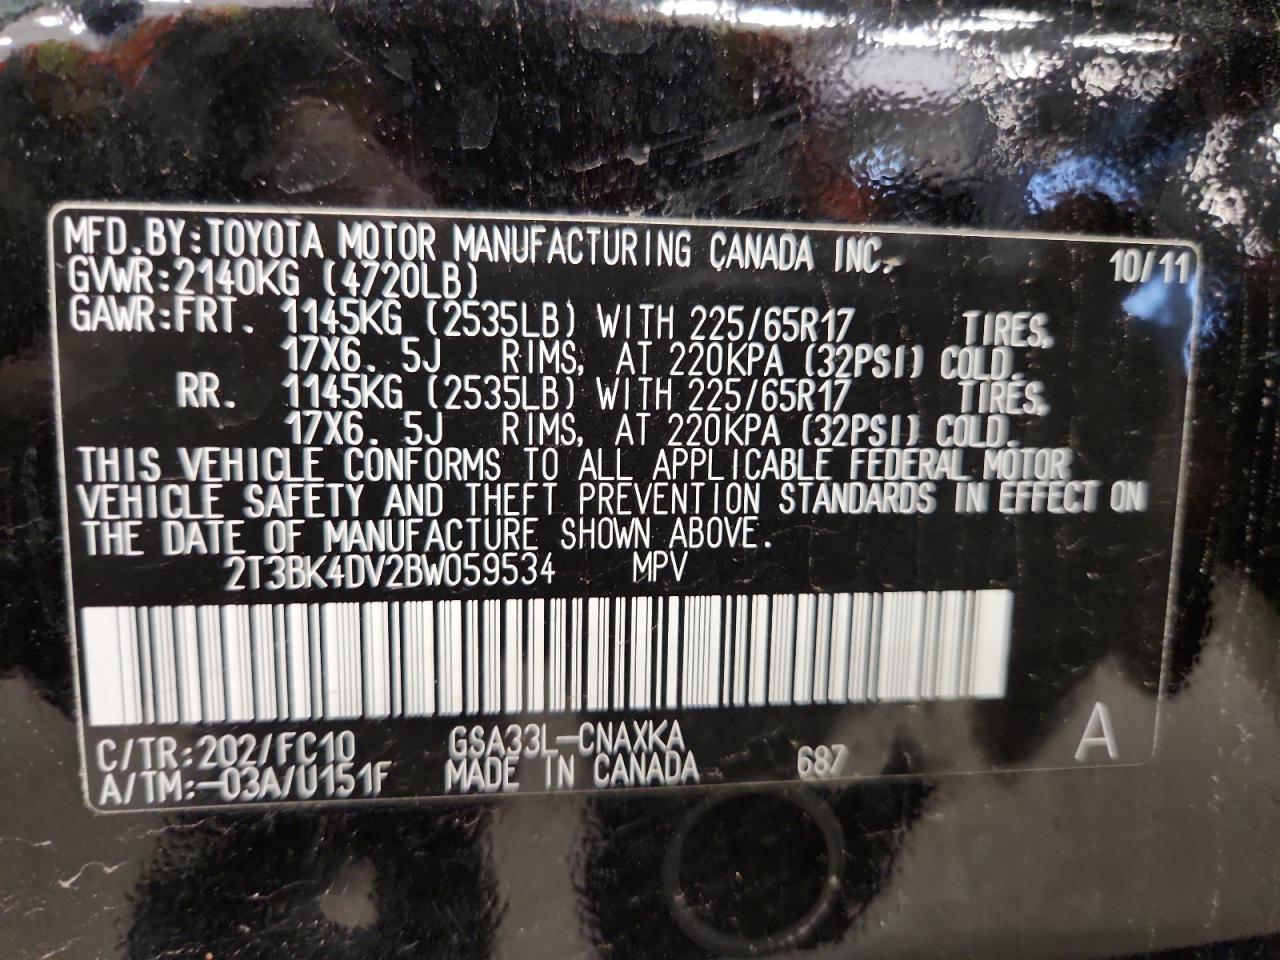 MFD.BY:TOYOTA MOTOR MANUFACTURING CANADA INC. 10/11
GVWR:2140KG (4720LB)
GAWR:FRT. 1145KG (2535LB) WITH 225/65R17 TIRES,
17X6.5J RIMS, AT 220KPA (32PSI) COLD.
RR. 1145KG (2535LB) WITH 225/65R17 TIRES,
17X6.5J RIMS, AT 220KPA (32PSI) COLD.
THIS VEHICLE CONFORMS TO ALL APPLICABLE FEDERAL MOTOR
VEHICLE SAFETY AND THEFT PREVENTION STANDARDS IN EFFECT ON
THE DATE OF MANUFACTURE SHOWN ABOVE.
2T3BK4DV2BW059534 MPV
C/TR:202/FC10 GSA33L-CNAXKA A
A/TM:-03A/U151F MADE IN CANADA 687